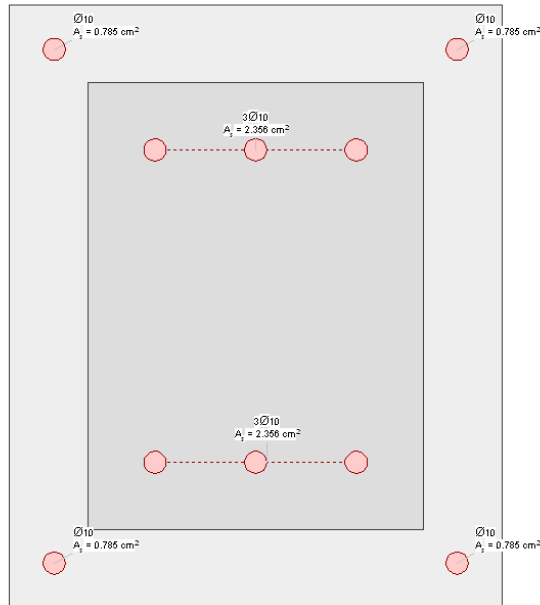 Ø10
Aₛ = 0.785 cm²
Ø10
Aₛ = 0.785 cm²
3Ø10
Aₛ = 2.356 cm²
3Ø10
Aₛ = 2.356 cm²
Ø10
Aₛ = 0.785 cm²
Ø10
Aₛ = 0.785 cm²